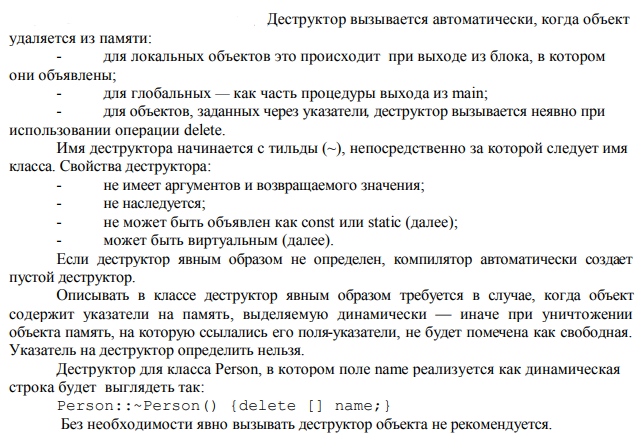 Деструктор вызывается автоматически, когда объект
удаляется из памяти:
- для локальных объектов это происходит при выходе из блока, в котором
они объявлены;
- для глобальных — как часть процедуры выхода из main;
- для объектов, заданных через указатели, деструктор вызывается неявно при
использовании операции delete.
Имя деструктора начинается с тильды (~), непосредственно за которой следует имя
класса. Свойства деструктора:
- не имеет аргументов и возвращаемого значения;
- не наследуется;
- не может быть объявлен как const или static (далее);
- может быть виртуальным (далее).
Если деструктор явным образом не определен, компилятор автоматически создает
пустой деструктор.
Описывать в классе деструктор явным образом требуется в случае, когда объект
содержит указатели на память, выделяемую динамически — иначе при уничтожении
объекта память, на которую ссылались его поля-указатели, не будет помечена как свободная.
Указатель на деструктор определить нельзя.
Деструктор для класса Person, в котором поле name реализуется как динамическая
строка будет выглядеть так:
Person::~Person() {delete [] name;}
Без необходимости явно вызывать деструктор объекта не рекомендуется.